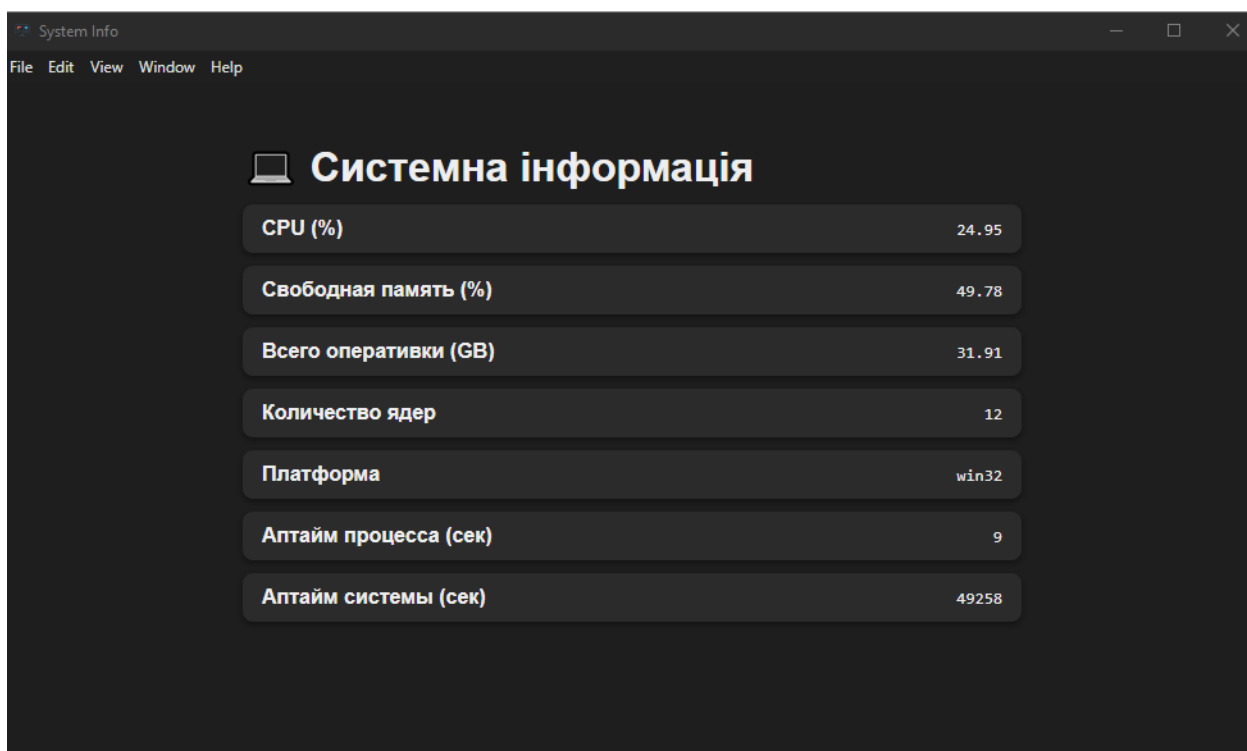 System Info
File Edit View Window Help
Системна інформація
CPU (%) 24.95
Свободная память (%) 49.78
Всего оперативки (GB) 31.91
Количество ядер 12
Платформа win32
Аптайм процесса (сек) 9
Аптайм системы (сек) 49258